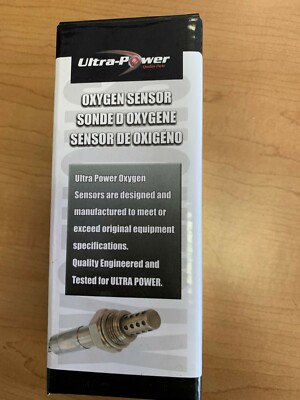 Ultra-Power
OXYGEN SENSOR
SONDE D OXYGENE
SENSOR DE OXIGENO
Ultra Power Oxygen
Sensors are designed and
manufactured to meet or
exceed original equipment
specifications.
Quality Engineered and
Tested for ULTRA POWER.